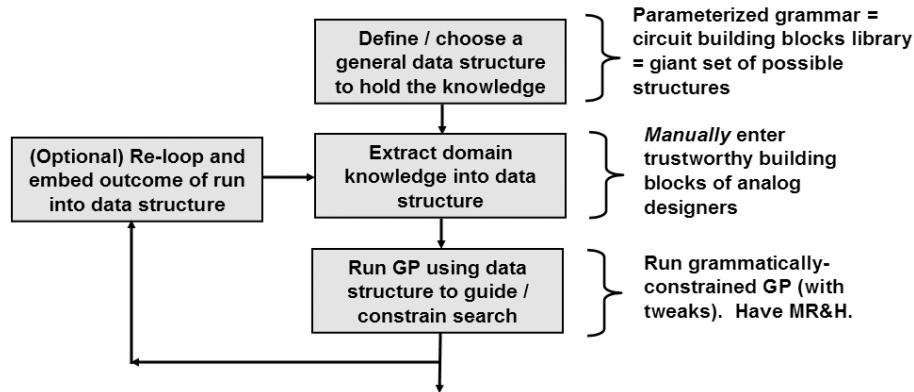 Define / choose a
general data structure
to hold the knowledge
Parameterized grammar =
circuit building blocks library
= giant set of possible
structures
(Optional) Re-loop and
embed outcome of run
into data structure
Extract domain
knowledge into data
structure
Manually enter
trustworthy building
blocks of analog
designers
Run GP using data
structure to guide /
constrain search
Run grammatically-
constrained GP (with
tweaks). Have MR&H.